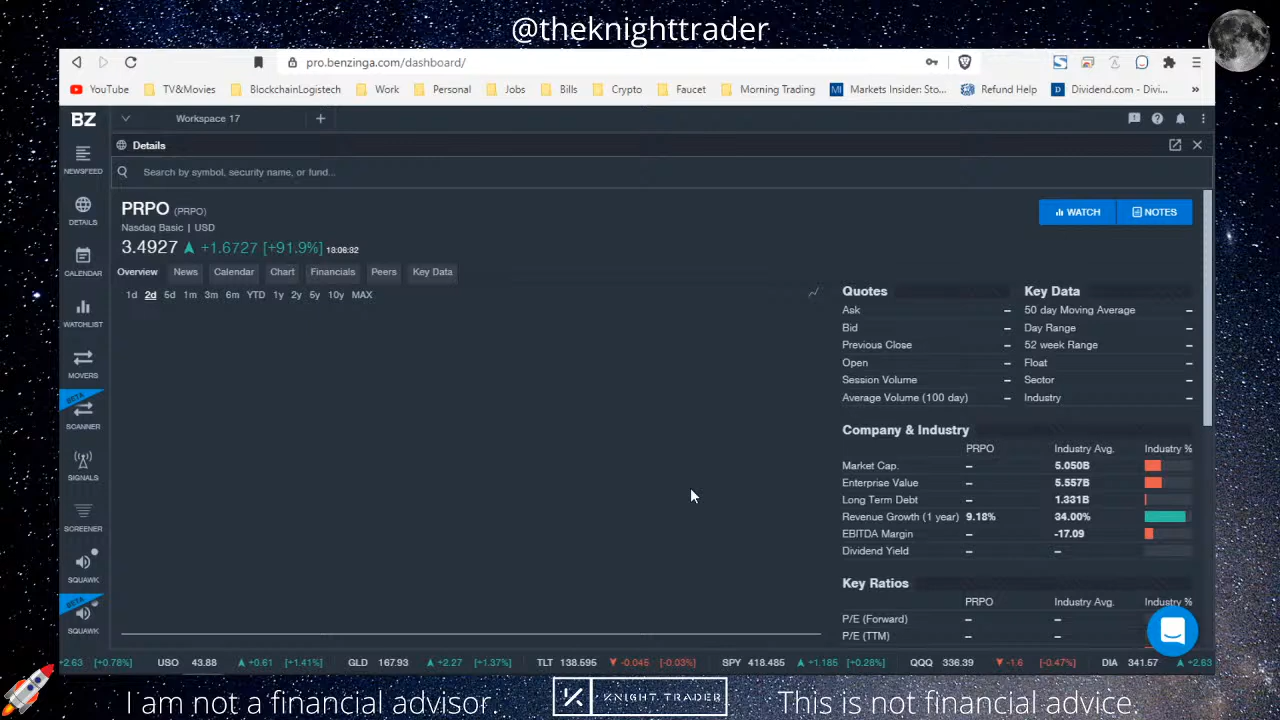 @theknighttrader
pro.benzinga.com/dashboard/
YouTube TV&Movies BlockchainLogistech Work Personal Jobs Bills Crypto Faucet Morning Trading MI Markets Insider: Sto... Refund Help D Dividend.com - Divi... »
BZ Workspace 17 +
Details
Search by symbol, security name, or fund...
NEWSFEED
DETAILS
CALENDAR
WATCHLIST
MOVERS
BETA
SCANNER
SIGNALS
SCREENER
SQUAWK
BETA
SQUAWK
PRPO (PRPO)
WATCH NOTES
Nasdaq Basic | USD
3.4927 ▲ +1.6727 [+91.9%] 13:06:32
Overview News Calendar Chart Financials Peers Key Data
1d 2d 5d 1m 3m 6m YTD 1y 2y 5y 10y MAX
Quotes Key Data
Ask – 50 day Moving Average –
Bid – Day Range –
Previous Close – 52 week Range –
Open – Float –
Session Volume – Sector –
Average Volume (100 day) – Industry –
Company & Industry
PRPO Industry Avg. Industry %
Market Cap. – 5.050B
Enterprise Value – 5.557B
Long Term Debt – 1.331B
Revenue Growth (1 year) 9.18% 34.00%
EBITDA Margin – -17.09
Dividend Yield – –
Key Ratios
PRPO Industry Avg. Industry %
P/E (Forward) – –
P/E (TTM) – –
+2.63 [+0.78%] USO 43.88 ▲ +0.61 [+1.41%] GLD 167.93 ▲ +2.27 [+1.37%] TLT 138.595 ▼ -0.045 [-0.03%] SPY 418.485 ▲ +1.185 [+0.28%] QQQ 336.39 ▼ -1.6 [-0.47%] DIA 341.57 ▲ +2.63
I am not a financial advisor. KNIGHT TRADER This is not financial advice.